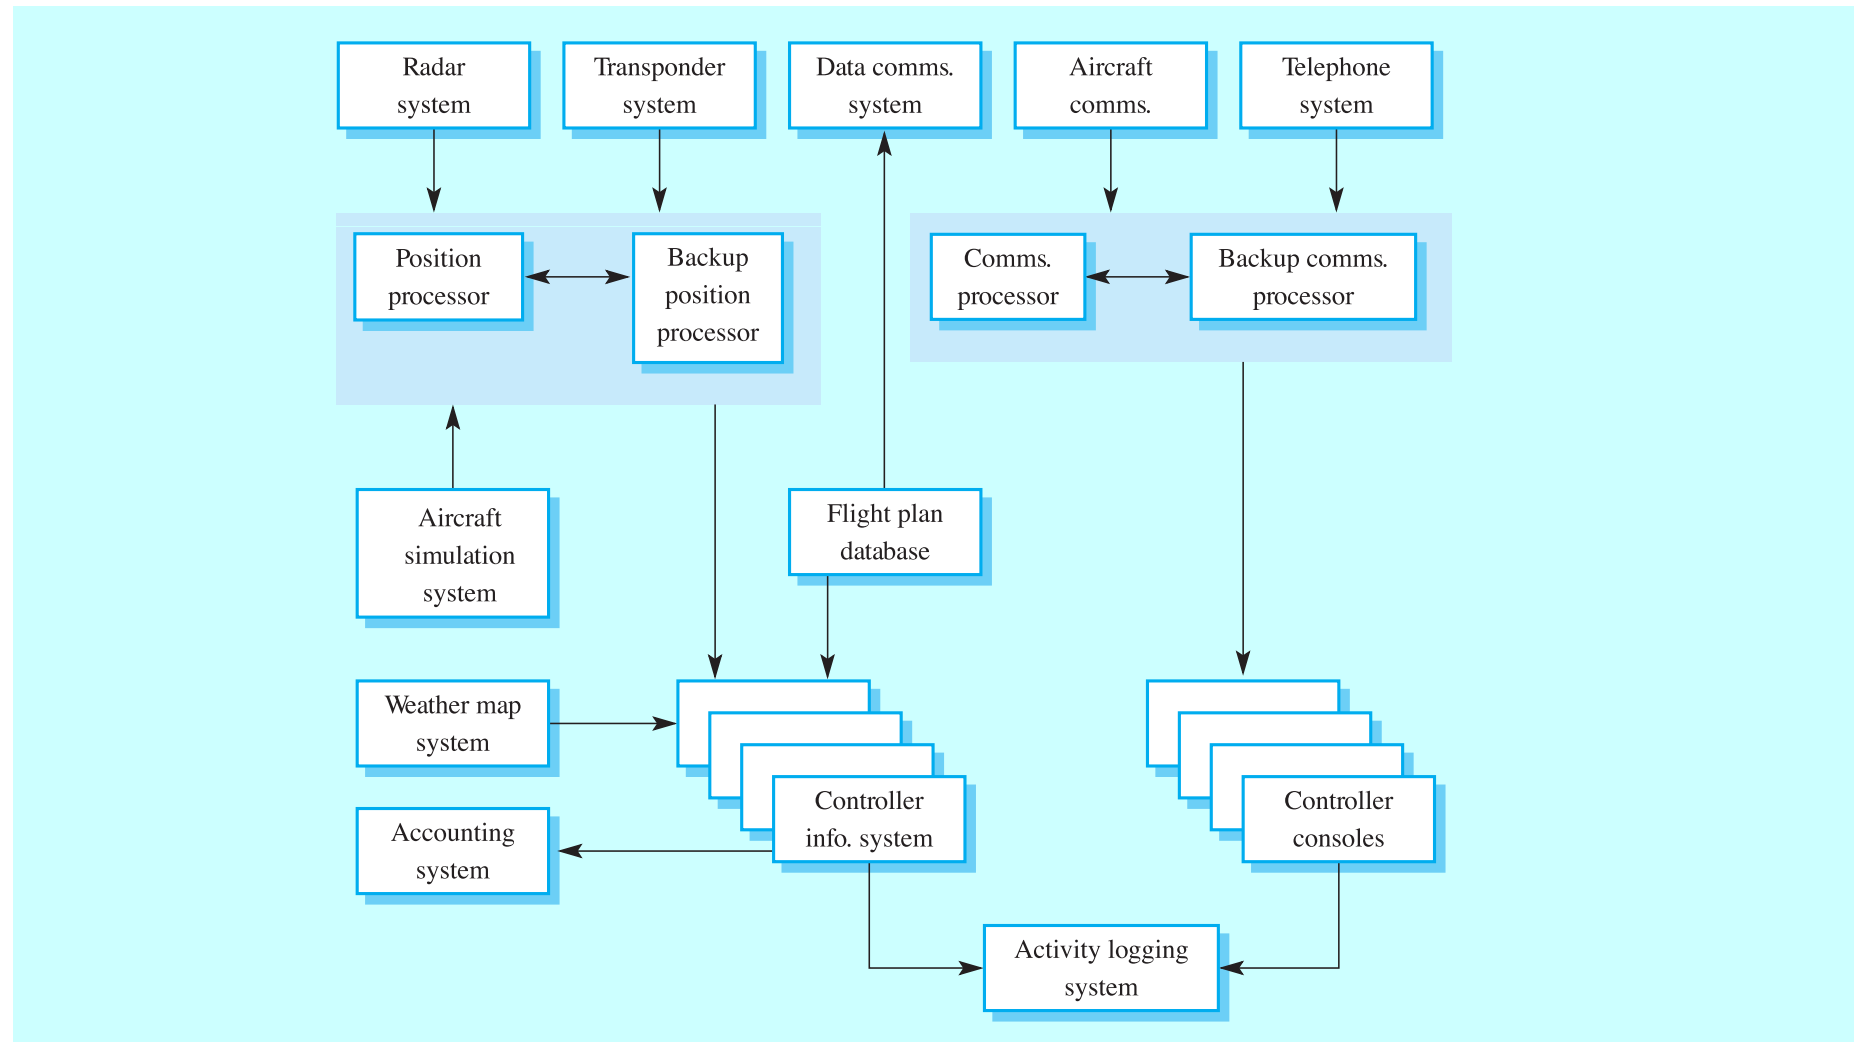 Radar
system
Transponder
system
Data comms.
system
Aircraft
comms.
Telephone
system
Position
processor
Backup
position
processor
Comms.
processor
Backup comms.
processor
Aircraft
simulation
system
Flight plan
database
Weather map
system
Controller
info. system
Controller
consoles
Accounting
system
Activity logging
system